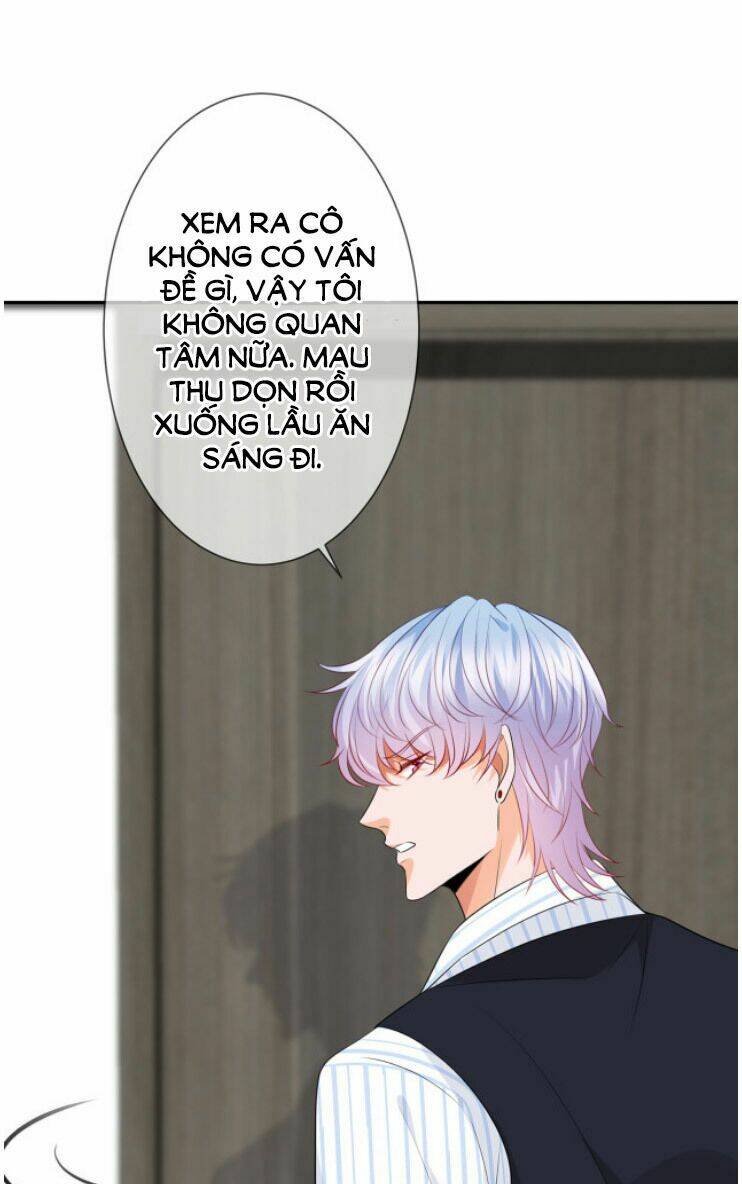 XEM RA CÔ
KHÔNG CÓ VẤN
ĐỀ GÌ, VẬY TÔI
KHÔNG QUAN
TÂM NỮA. MAU
THU DỌN RỒI
XUỐNG LẦU ĂN
SÁNG ĐI.